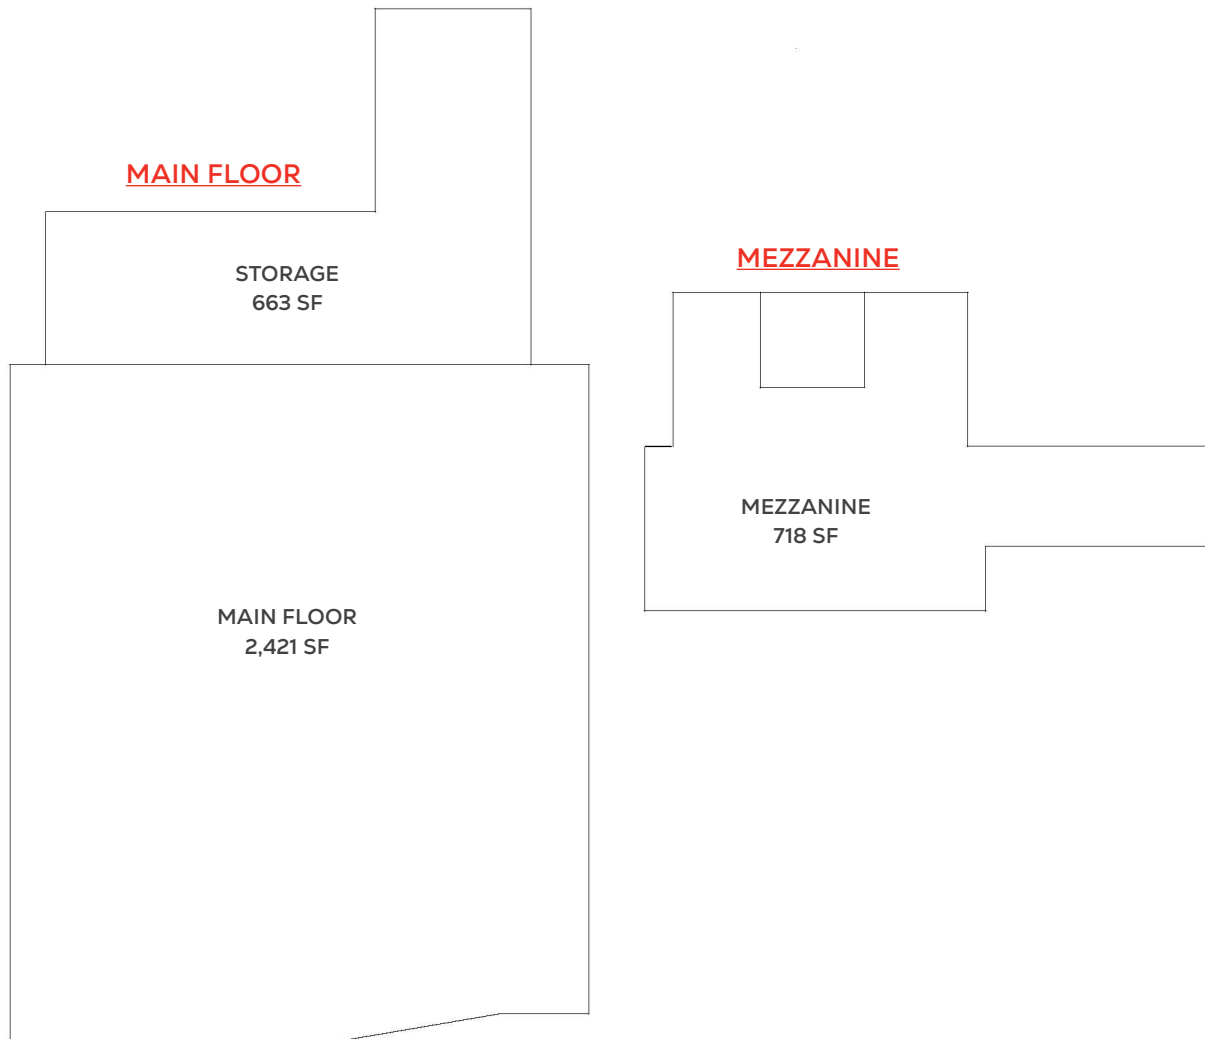 MAIN FLOOR
STORAGE
663 SF
MAIN FLOOR
2,421 SF
MEZZANINE
MEZZANINE
718 SF